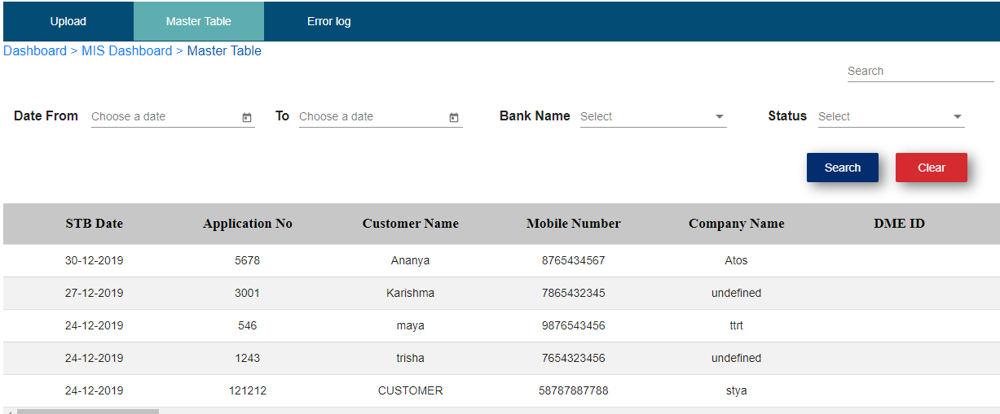 Upload Master Table Error log
Dashboard > MIS Dashboard > Master Table
Search
Date From Choose a date To Choose a date Bank Name Select Status Select
Search Clear
STB Date Application No Customer Name Mobile Number Company Name DME ID
30-12-2019 5678 Ananya 8765434567 Atos
27-12-2019 3001 Karishma 7865432345 undefined
24-12-2019 546 maya 9876543456 ttrt
24-12-2019 1243 trisha 7654323456 undefined
24-12-2019 121212 CUSTOMER 58787887788 stya